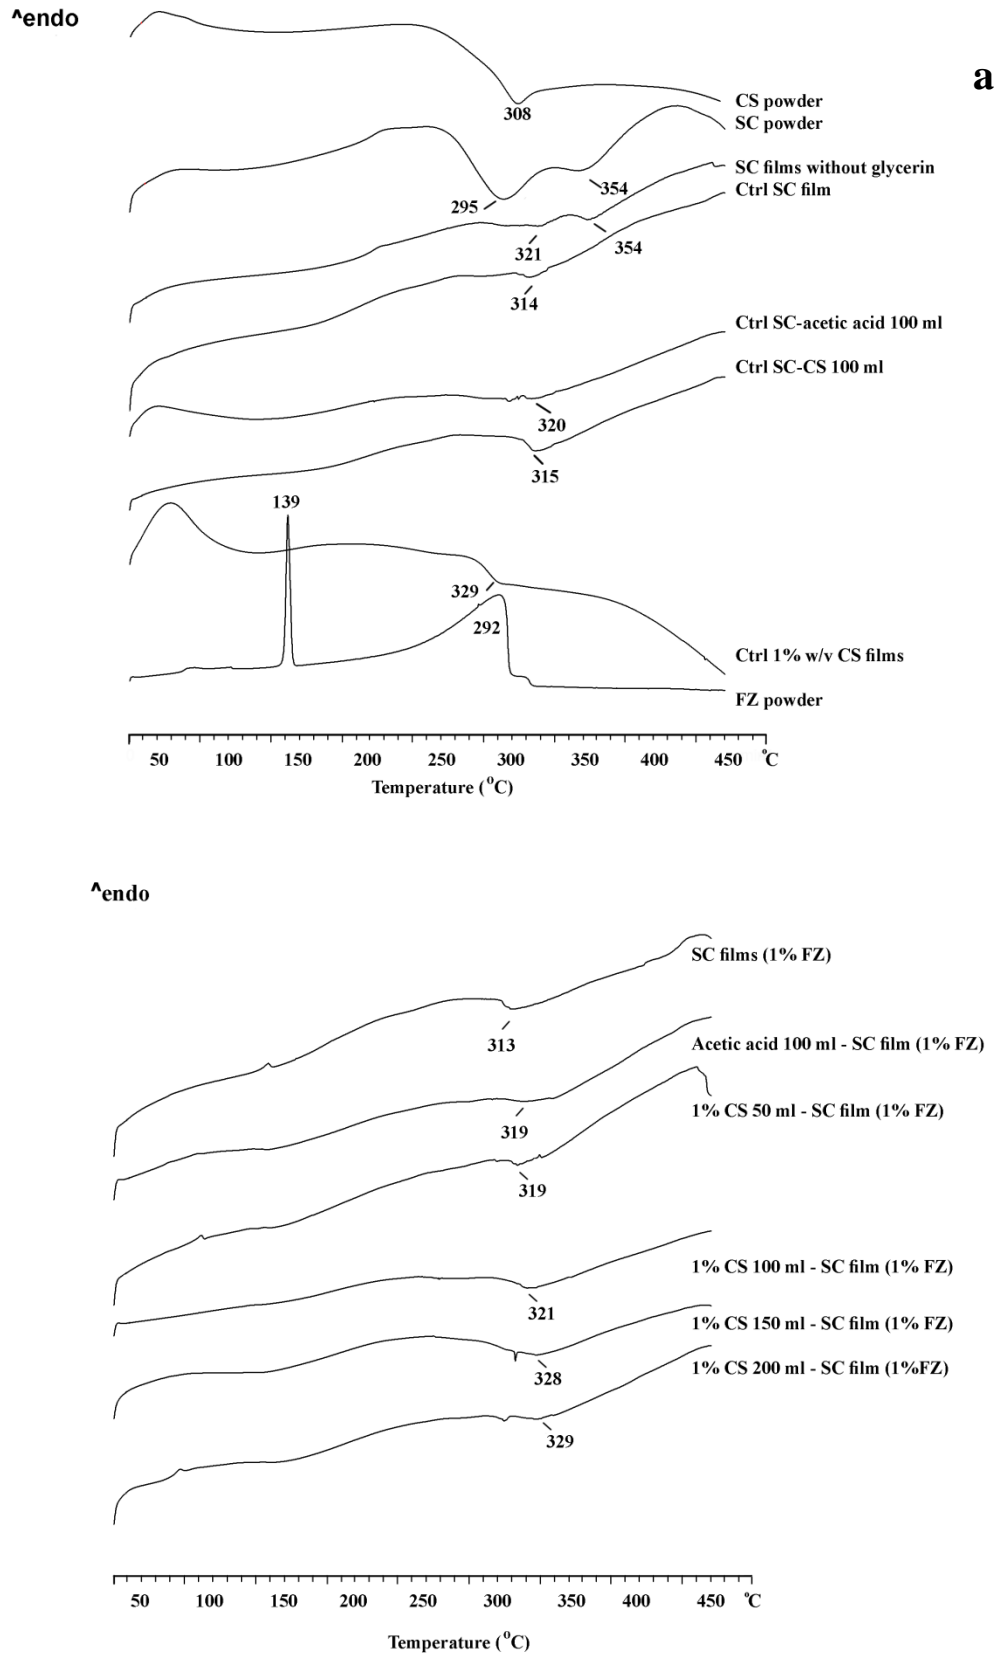 ^endo
a
CS powder
308
SC powder
SC films without glycerin
354
Ctrl SC film
295
321
354
314
Ctrl SC-acetic acid 100 ml
Ctrl SC-CS 100 ml
320
315
139
329
292
Ctrl 1% w/v CS films
FZ powder
50 100 150 200 250 300 350 400 450 °C
Temperature (°C)
^endo
SC films (1% FZ)
313
Acetic acid 100 ml - SC film (1% FZ)
1% CS 50 ml - SC film (1% FZ)
319
319
1% CS 100 ml - SC film (1% FZ)
321
1% CS 150 ml - SC film (1% FZ)
1% CS 200 ml - SC film (1%FZ)
328
329
50 100 150 200 250 300 350 400 450 °C
Temperature (°C)